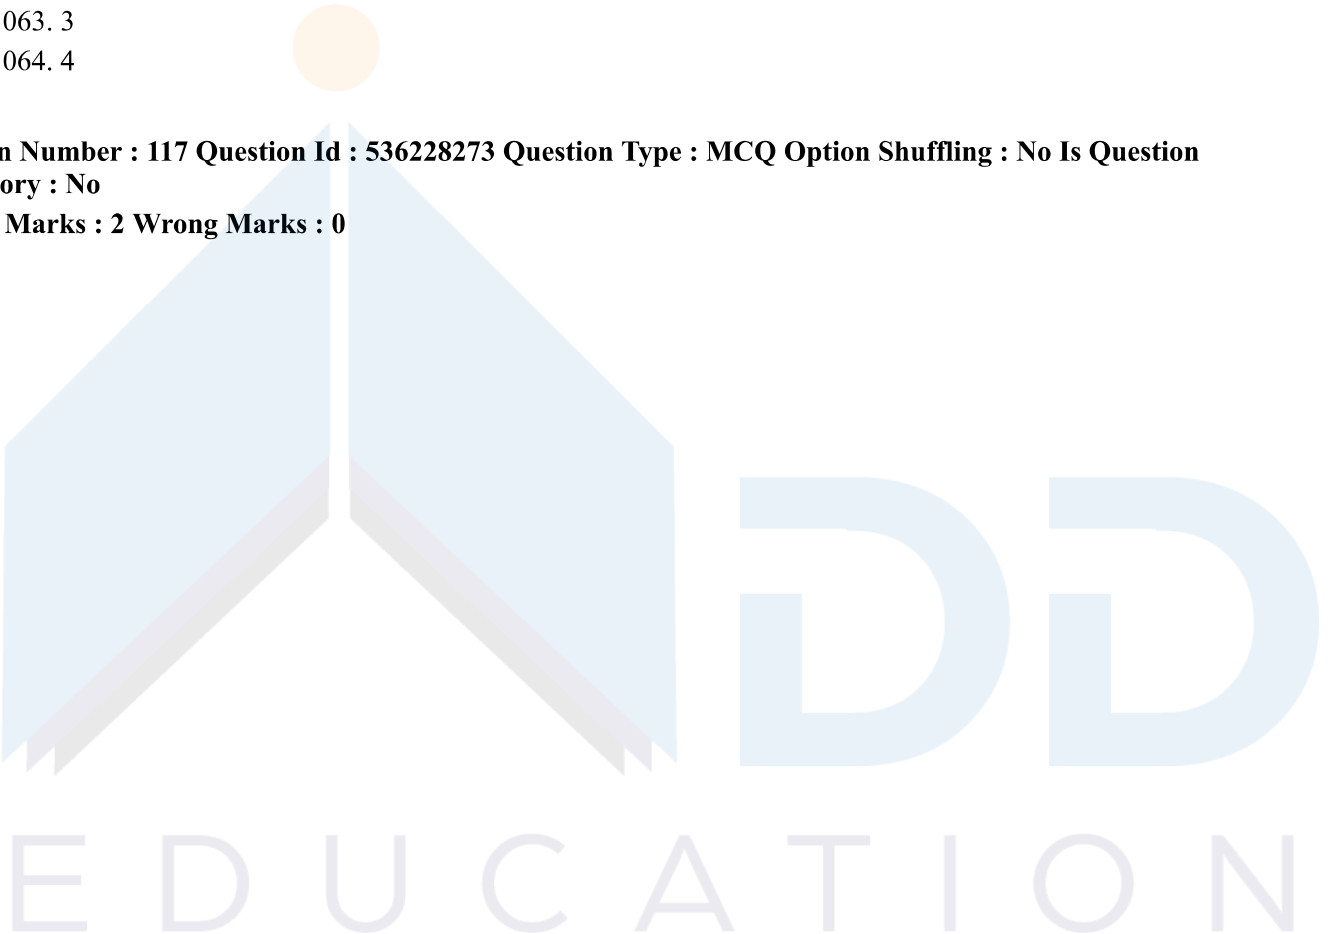 063. 3
064. 4
n Number : 117 Question Id : 536228273 Question Type : MCQ Option Shuffling : No Is Question
ory : No
Marks : 2 Wrong Marks : 0
DD
EDUCATION